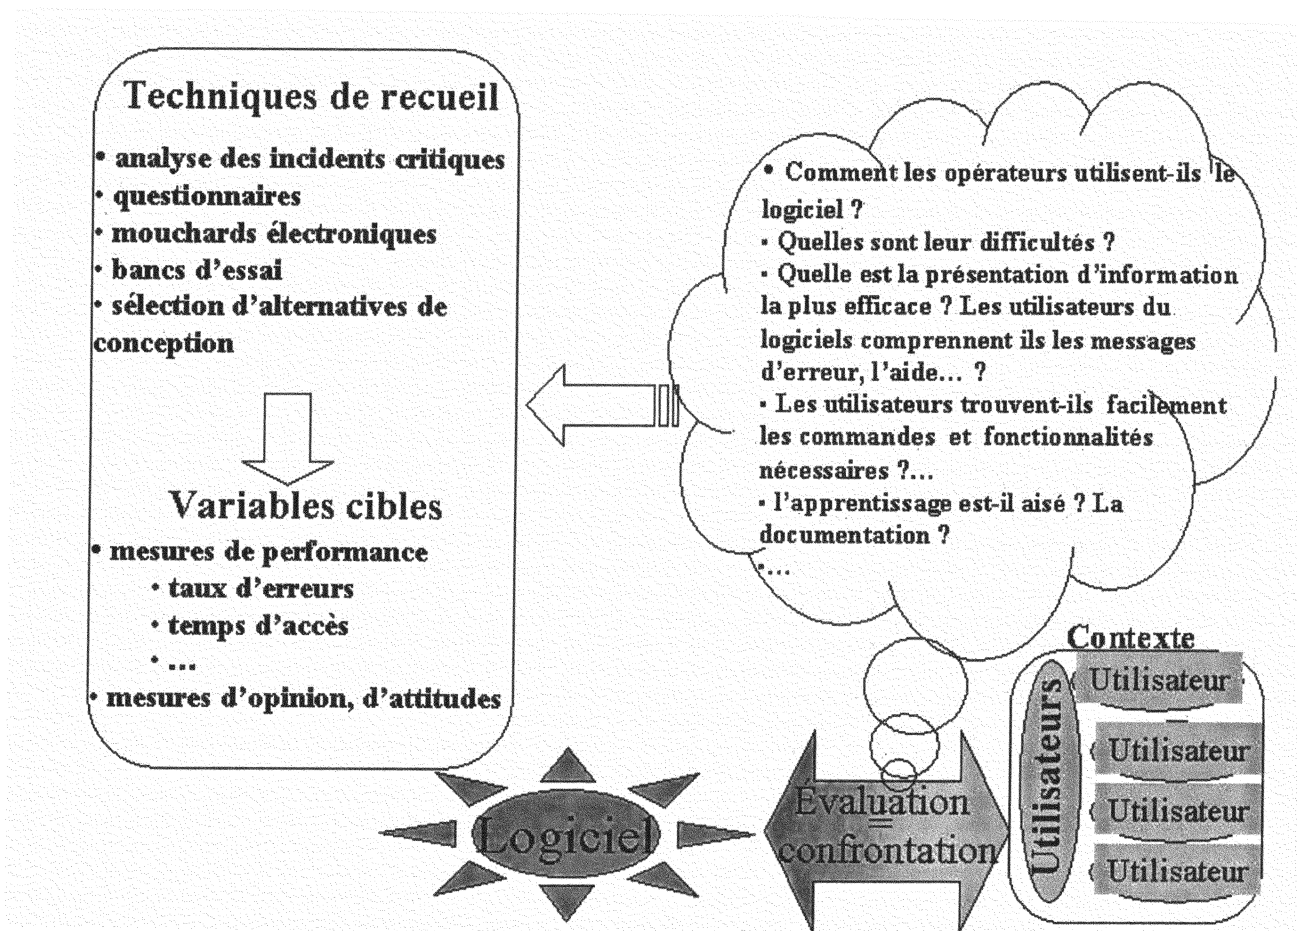 Techniques de recueil
• analyse des incidents critiques
• questionnaires
• mouchards électroniques
• bancs d'essai
• sélection d'alternatives de
conception
Variables cibles
• mesures de performance
• taux d'erreurs
• temps d'accès
• ...
• mesures d'opinion, d'attitudes
• Comment les opérateurs utilisent-ils le
logiciel ?
• Quelles sont leur difficultés ?
• Quelle est la présentation d'information
la plus efficace ? Les utilisateurs du
logiciels comprennent ils les messages
d'erreur, l'aide... ?
• Les utilisateurs trouvent-ils facilement
les commandes et fonctionnalités
nécessaires ?...
• l'apprentissage est-il aisé ? La
documentation ?
•...
Logiciel
Évaluation
=
confrontation
Contexte
Utilisateurs
Utilisateur
Utilisateur
Utilisateur
Utilisateur